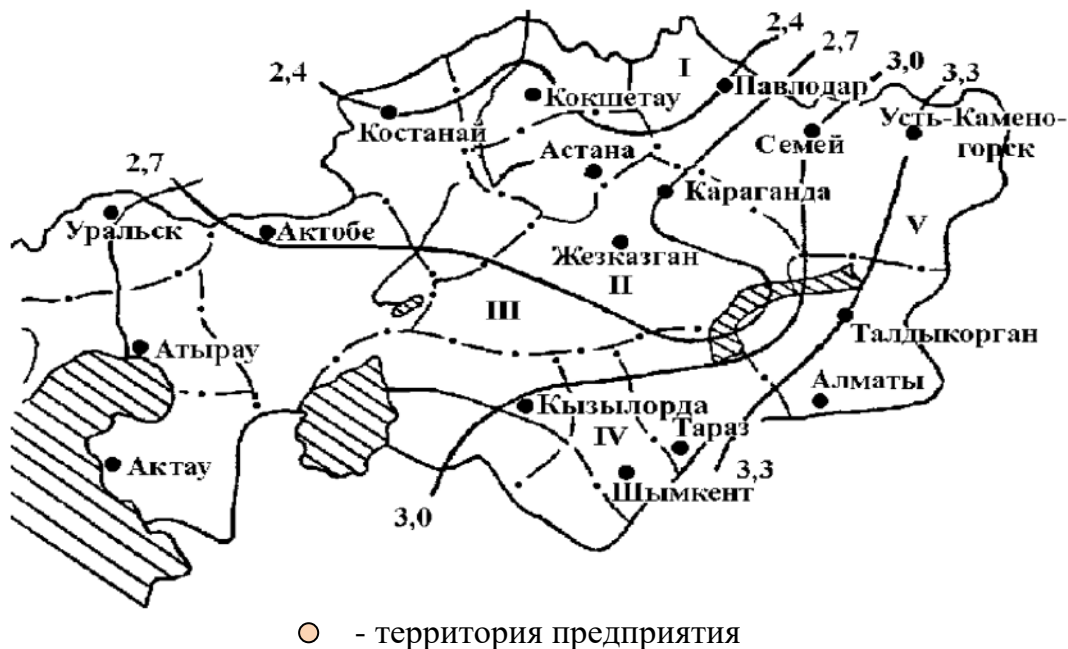 2,4
2,7
I
Павлодар
3,0
3,3
2,4
Костанай
Кокшетау
Семей
Усть-Камено-
горск
Астана
Караганда
2,7
Уральск
Актобе
Жезказган
V
II
III
Атырау
Талдыкорган
Алматы
Кызылорда
IV
Тараз
Актау
Шымкент
3,3
3,0
- территория предприятия